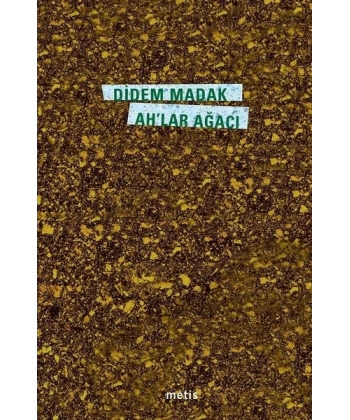 DİDEM MADAK
AH'LAR AĞACI
metis